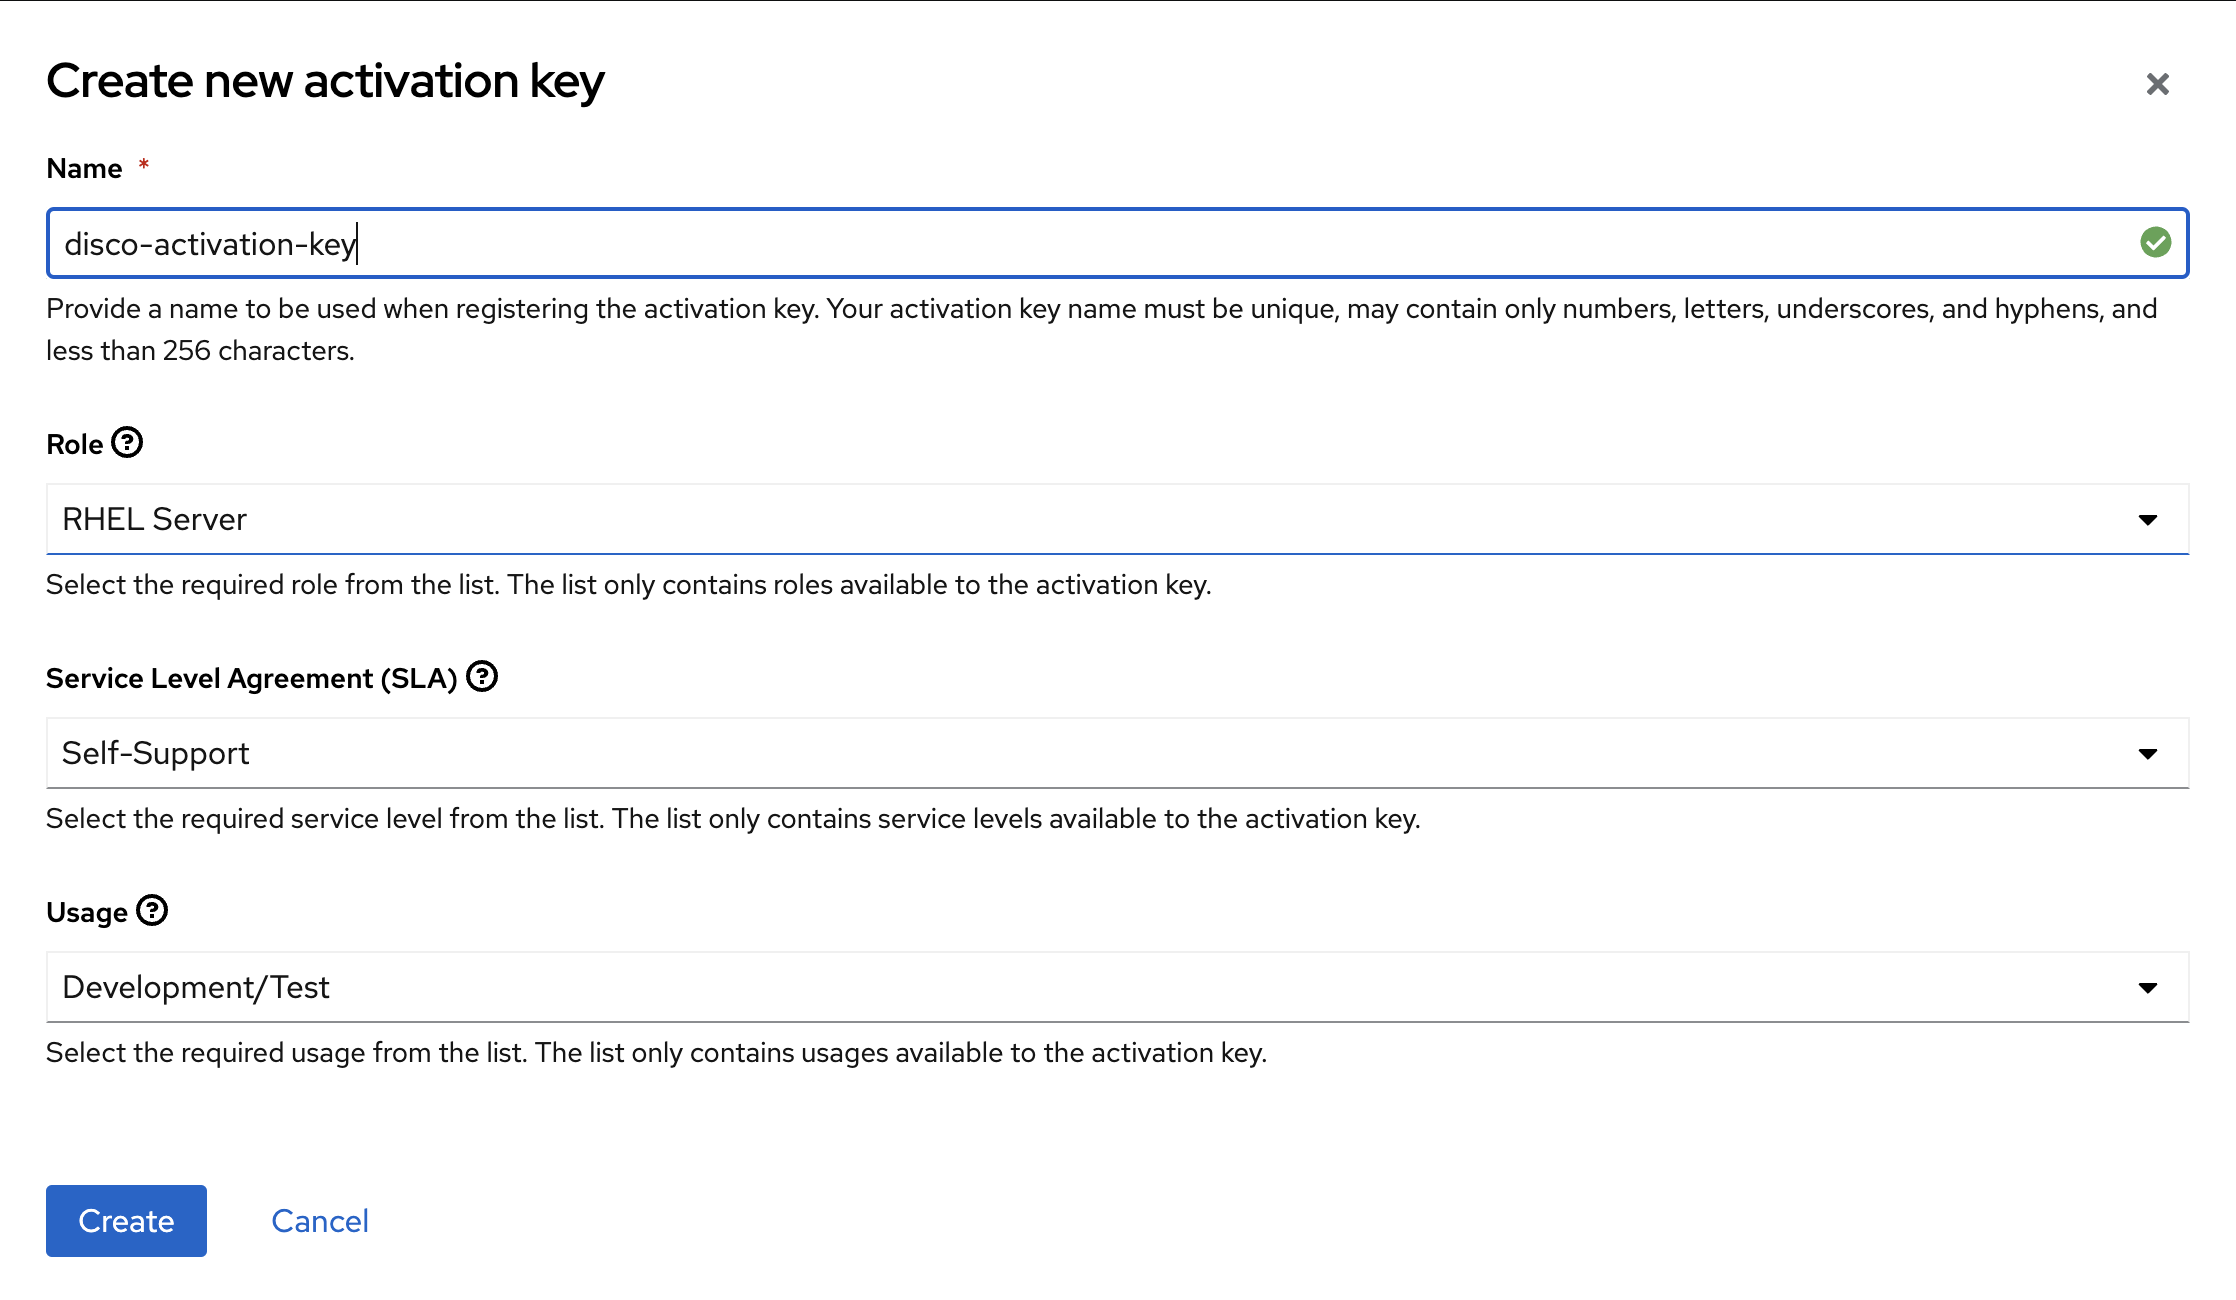 Create new activation key
Name *
disco-activation-key
Provide a name to be used when registering the activation key. Your activation key name must be unique, may contain only numbers, letters, underscores, and hyphens, and
less than 256 characters.
Role
RHEL Server
Select the required role from the list. The list only contains roles available to the activation key.
Service Level Agreement (SLA)
Self-Support
Select the required service level from the list. The list only contains service levels available to the activation key.
Usage
Development/Test
Select the required usage from the list. The list only contains usages available to the activation key.
Create Cancel